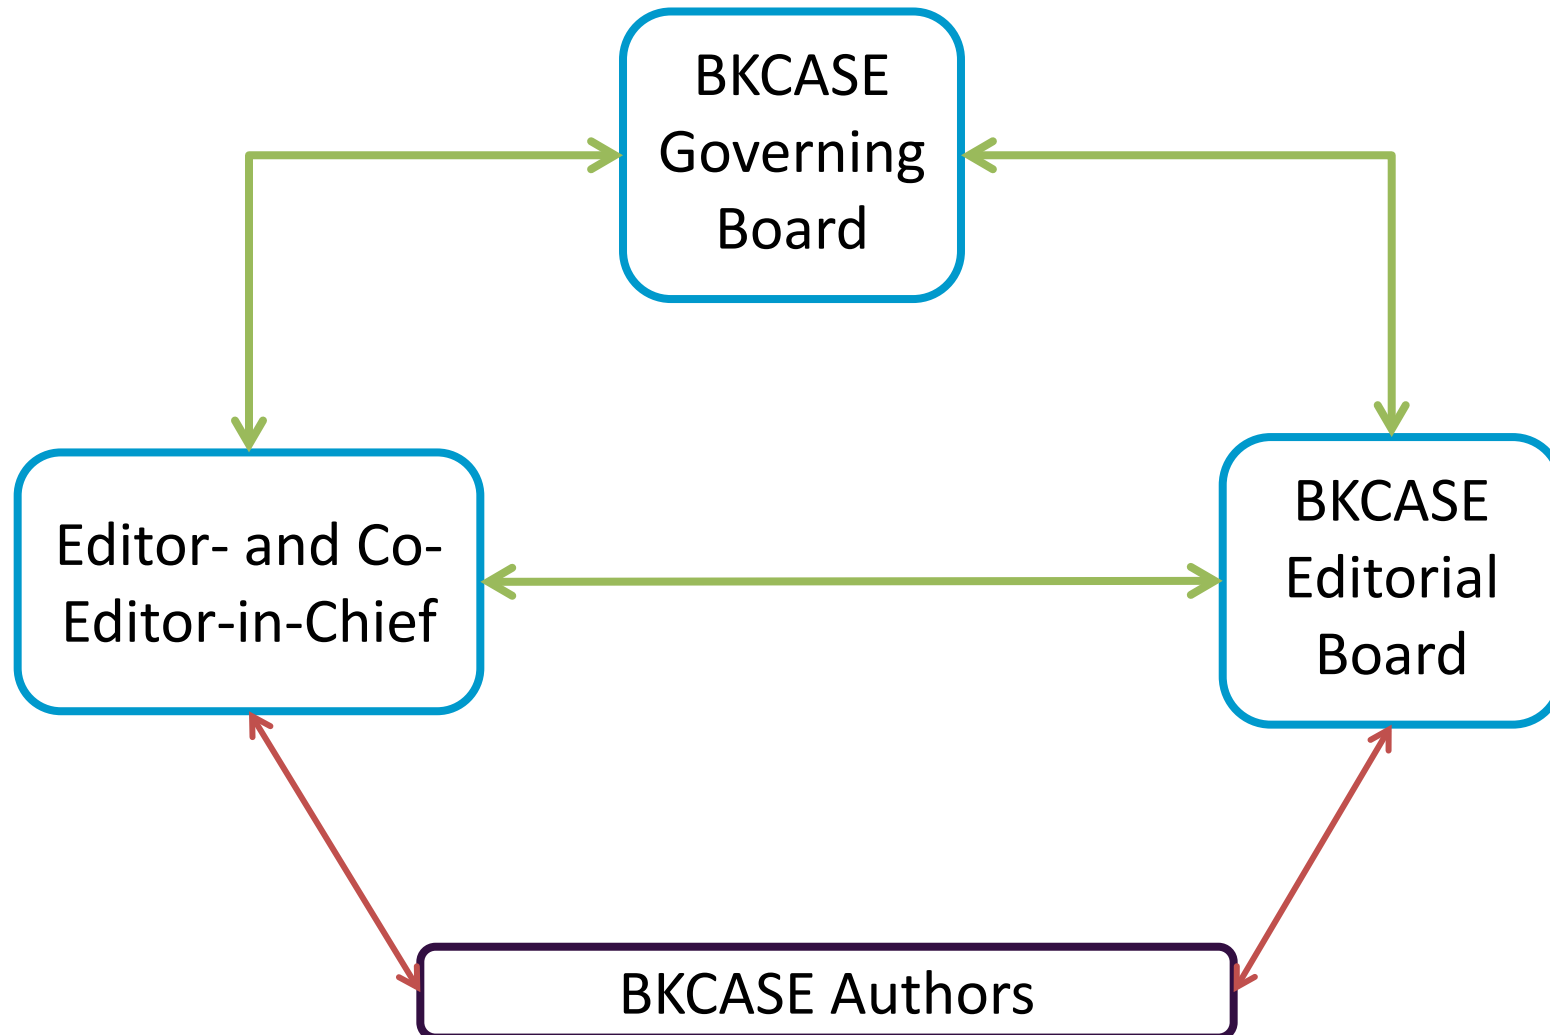 BKCASE
Governing
Board
Editor- and Co-
Editor-in-Chief
BKCASE
Editorial
Board
BKCASE Authors